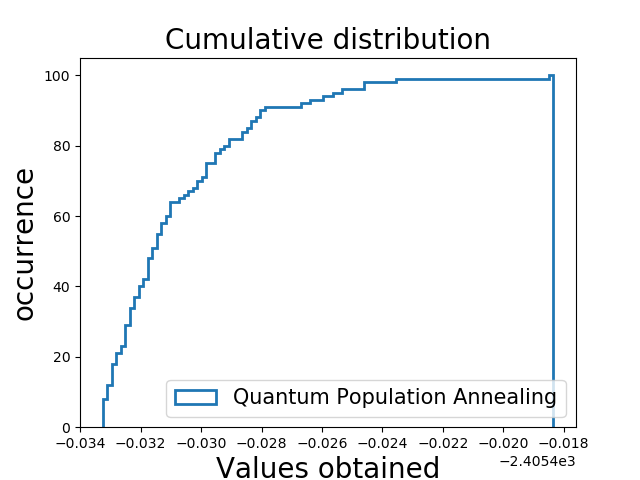 Cumulative distribution
100
80
60
40
20
0
occurrence
Quantum Population Annealing
−0.034 −0.032 −0.030 −0.028 −0.026 −0.024 −0.022 −0.020 −0.018
−2.4054e3
Values obtained